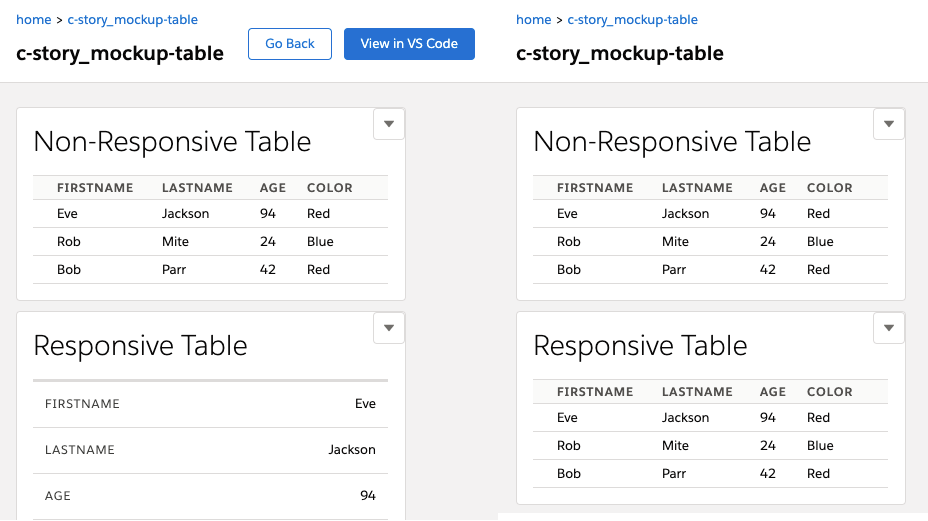 home > c-story_mockup-table
c-story_mockup-table
Go Back
View in VS Code
Non-Responsive Table
FIRSTNAME LASTNAME AGE COLOR
Eve Jackson 94 Red
Rob Mite 24 Blue
Bob Parr 42 Red
Responsive Table
FIRSTNAME Eve
LASTNAME Jackson
AGE 94
home > c-story_mockup-table
c-story_mockup-table
Non-Responsive Table
FIRSTNAME LASTNAME AGE COLOR
Eve Jackson 94 Red
Rob Mite 24 Blue
Bob Parr 42 Red
Responsive Table
FIRSTNAME LASTNAME AGE COLOR
Eve Jackson 94 Red
Rob Mite 24 Blue
Bob Parr 42 Red